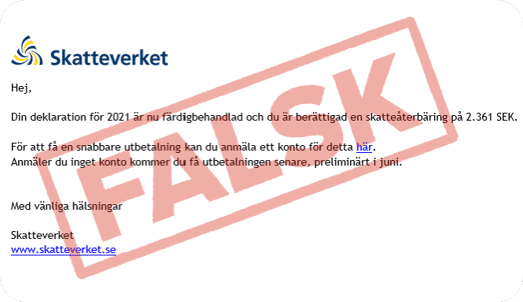 Skatteverket
Hej,
Din deklaration för 2021 är nu färdigbehandlad och du är berättigad en skatteåterbäring på 2.361 SEK.
För att få en snabbare utbetalning kan du anmäla ett konto för detta här.
Anmäler du inget konto kommer du få utbetalningen senare, preliminärt i juni.
FALSK
Med vänliga hälsningar
Skatteverket
www.skatteverket.se